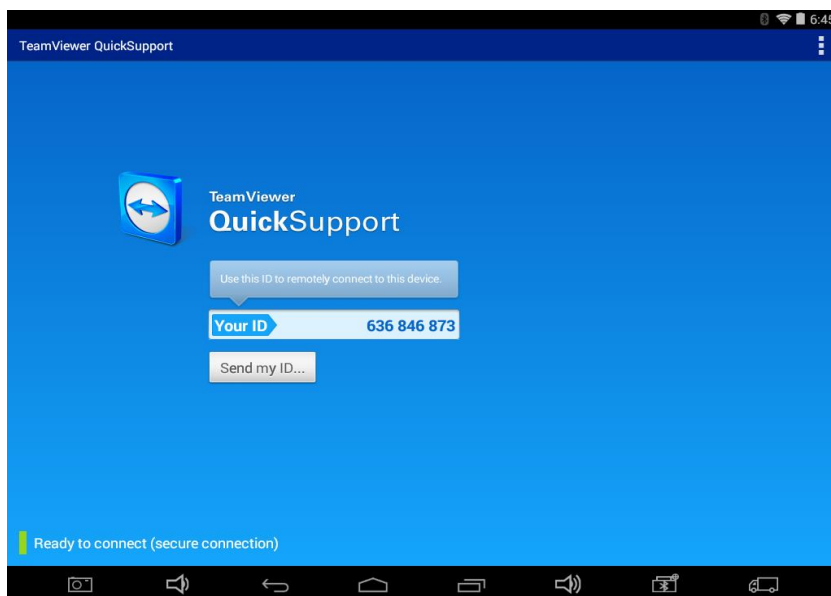 6:45
TeamViewer QuickSupport
TeamViewer
QuickSupport
Use this ID to remotely connect to this device.
Your ID 636 846 873
Send my ID...
Ready to connect (secure connection)